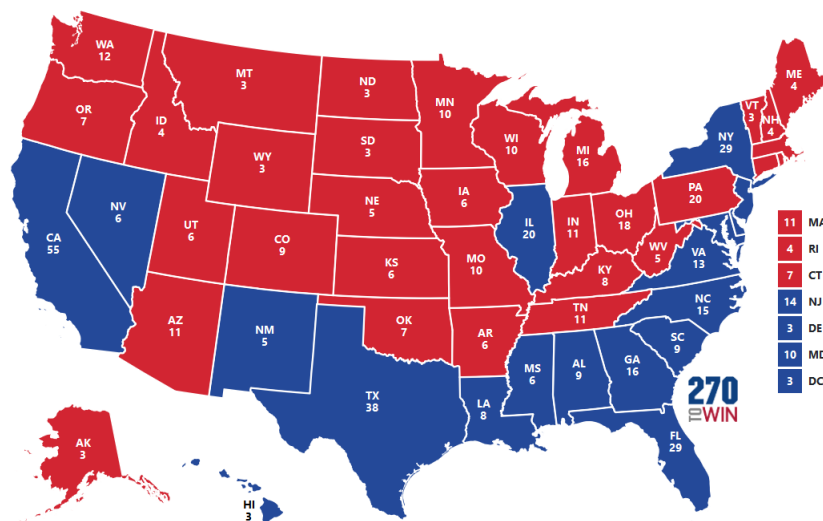 WA
12
OR
7
CA
55
NV
6
ID
4
MT
3
WY
3
UT
6
AZ
11
CO
9
NM
5
ND
3
SD
3
NE
5
KS
6
OK
7
TX
38
MN
10
IA
6
MO
10
AR
6
LA
8
WI
10
IL
20
MI
16
IN
11
OH
18
KY
8
TN
11
MS
6
AL
9
GA
16
FL
29
SC
9
NC
15
VA
13
WV
5
PA
20
NY
29
VT
3
NH
4
ME
4
AK
3
HI
3
11 MA
4 RI
7 CT
14 NJ
3 DE
10 MD
3 DC
270
TO WIN